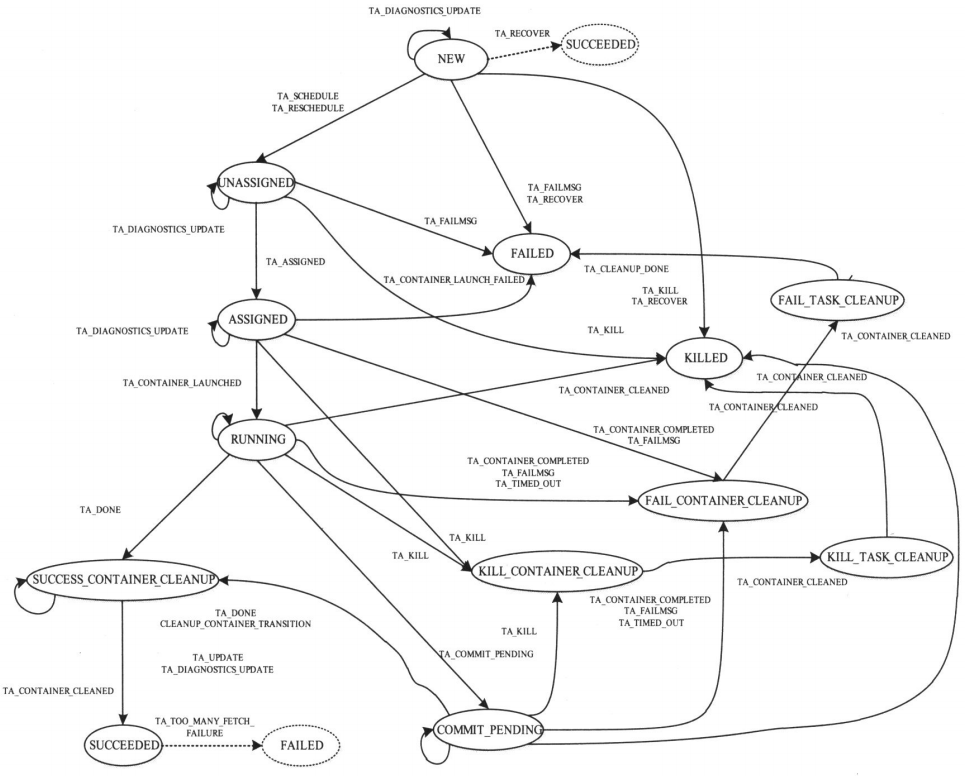 TA_DIAGNOSTICS_UPDATE
TA_RECOVER
SUCCEEDED
NEW
TA_SCHEDULE
TA_RESCHEDULE
UNASSIGNED
TA_FAILMSG
TA_RECOVER
TA_FAILMSG
TA_DIAGNOSTICS_UPDATE
FAILED
TA_ASSIGNED
TA_CLEANUP_DONE
TA_CONTAINER_LAUNCH_FAILED
TA_KILL
TA_RECOVER
FAIL_TASK_CLEANUP
ASSIGNED
TA_DIAGNOSTICS_UPDATE
TA_KILL
TA_CONTAINER_CLEANED
KILLED
TA_CONTAINER_LAUNCHED
TA_CONTAINER_CLEANED
TA_CONTAINER_CLEANED
TA_CONTAINER_CLEANED
RUNNING
TA_CONTAINER_COMPLETED
TA_FAILMSG
TA_CONTAINER_COMPLETED
TA_FAILMSG
TA_TIMED_OUT
FAIL_CONTAINER_CLEANUP
TA_DONE
TA_KILL
TA_KILL
KILL_TASK_CLEANUP
SUCCESS_CONTAINER_CLEANUP
KILL_CONTAINER_CLEANUP
TA_CONTAINER_CLEANED
TA_CONTAINER_COMPLETED
TA_FAILMSG
TA_TIMED_OUT
TA_DONE
CLEANUP_CONTAINER_TRANSITION
TA_KILL
TA_UPDATE
TA_DIAGNOSTICS_UPDATE
TA_COMMIT_PENDING
TA_CONTAINER_CLEANED
TA_TOO_MANY_FETCH_
FAILURE
SUCCEEDED
FAILED
COMMIT_PENDING